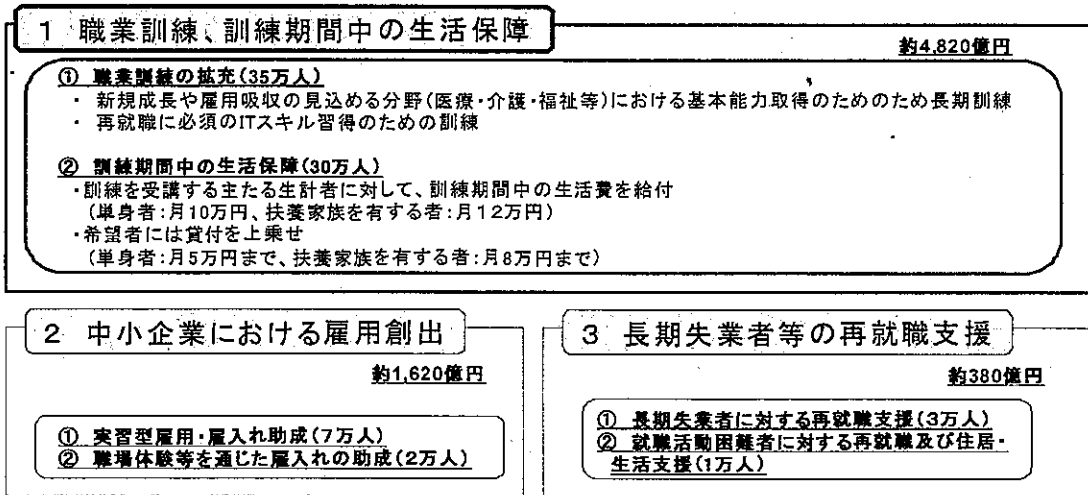 1 職業訓練、訓練期間中の生活保障
約4,820億円
① 職業訓練の拡充(35万人)
・ 新規成長や雇用吸収の見込める分野(医療・介護・福祉等)における基本能力取得のためのため長期訓練
・ 再就職に必須のITスキル習得のための訓練
② 訓練期間中の生活保障(30万人)
・訓練を受講する主たる生計者に対して、訓練期間中の生活費を給付
(単身者:月10万円、扶養家族を有する者:月12万円)
・希望者には貸付を上乗せ
(単身者:月5万円まで、扶養家族を有する者:月8万円まで)
2 中小企業における雇用創出
約1,620億円
① 実習型雇用・雇入れ助成(7万人)
② 職場体験等を通じた雇入れの助成(2万人)
3 長期失業者等の再就職支援
約380億円
① 長期失業者に対する再就職支援(3万人)
② 就職活動困難者に対する再就職及び住居・
生活支援(1万人)